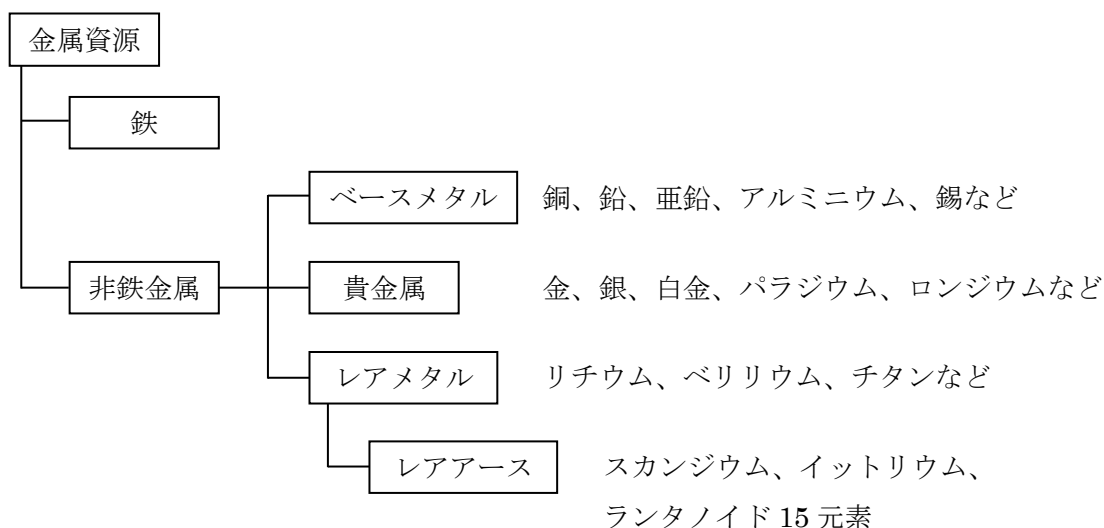 金属資源
鉄
ベースメタル 銅、鉛、亜鉛、アルミニウム、錫など
非鉄金属 貴金属 金、銀、白金、パラジウム、ロンジウムなど
レアメタル リチウム、ベリリウム、チタンなど
レアアース スカンジウム、イットリウム、
ランタノイド 15 元素